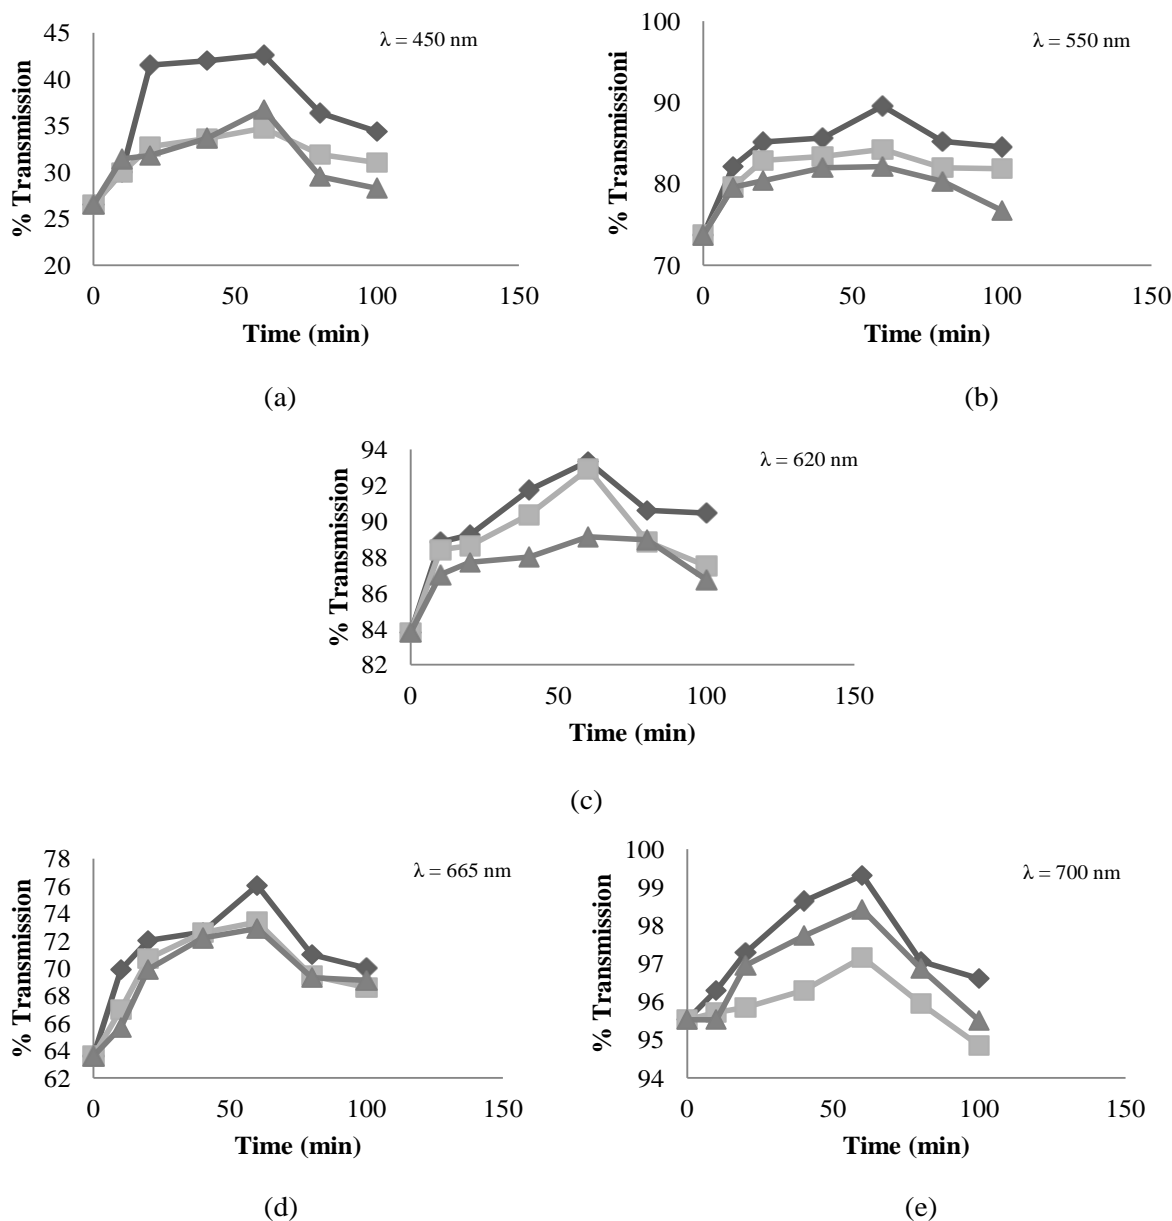 λ = 450 nm
% Transmission
45
40
35
30
25
20
0 50 100 150
Time (min)
(a)
λ = 550 nm
% Transmissioni
100
90
80
70
0 50 100 150
Time (min)
(b)
λ = 620 nm
% Transmission
94
92
90
88
86
84
82
0 50 100 150
Time (min)
(c)
λ = 665 nm
% Transmission
78
76
74
72
70
68
66
64
62
0 50 100 150
Time (min)
(d)
λ = 700 nm
% Transmission
100
99
98
97
96
95
94
0 50 100 150
Time (min)
(e)